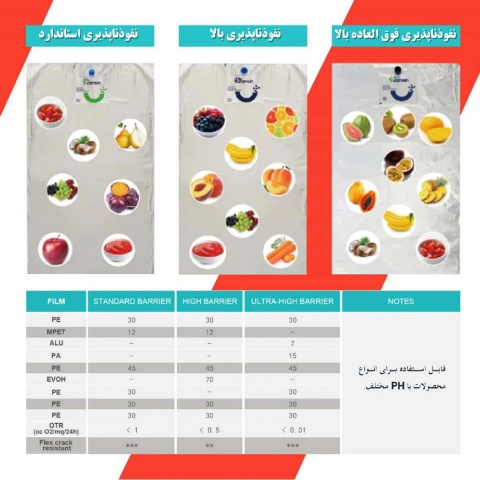 نفوذناپذیری فوق العاده بالا
نفوذناپذیری بالا
نفوذناپذیری استاندارد
FILM STANDARD BARRIER HIGH BARRIER ULTRA-HIGH BARRIER NOTES
PE 30 30 30
MPET 12 12 –
ALU – – 7
PA – – 15
PE 45 45 45
EVOH – 70 –
PE 30 – 30
PE 30 30 30
PE 30 30 30
OTR
(cc O2/mq/24h) < 1 < 0. 5 < 0. 01
Flex crack
resistant *** ** ***
قابل استفاده برای انواع
محصولات با PH مختلف.